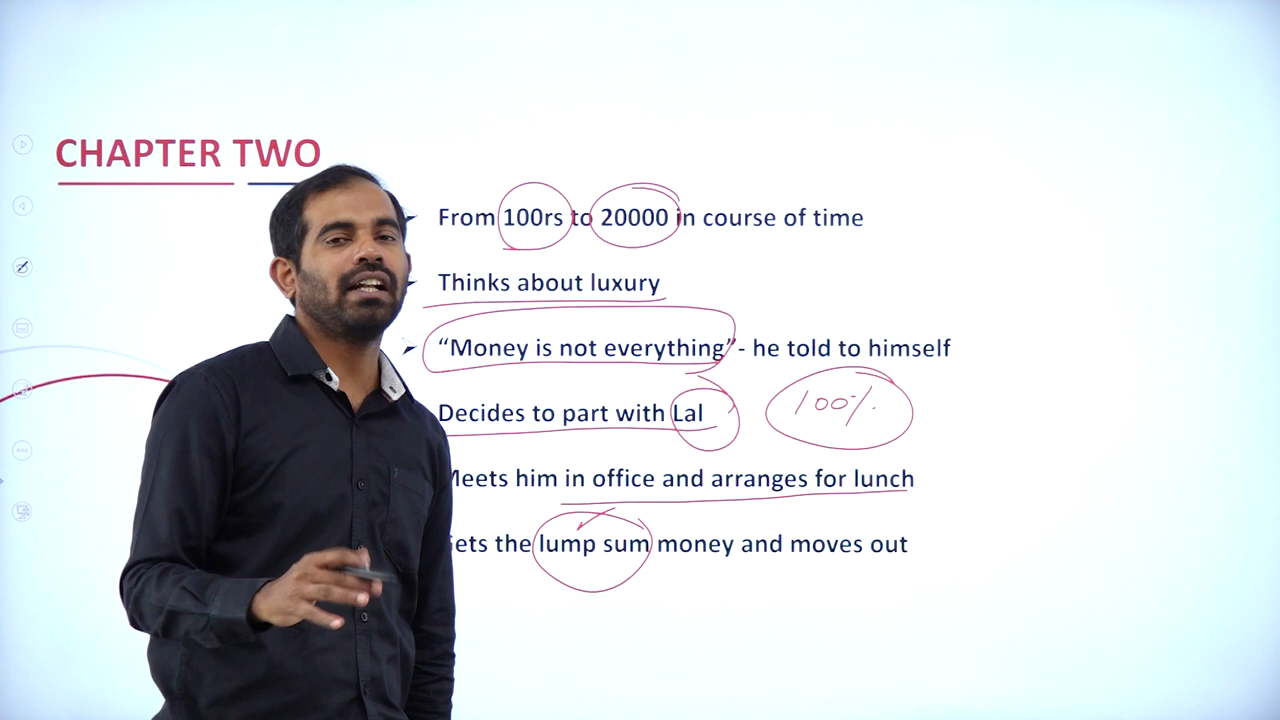 CHAPTER TWO
From 100rs to 20000 in course of time
Thinks about luxury
“Money is not everything”- he told to himself
Decides to part with Lal
100%
Meets him in office and arranges for lunch
Gets the lump sum money and moves out